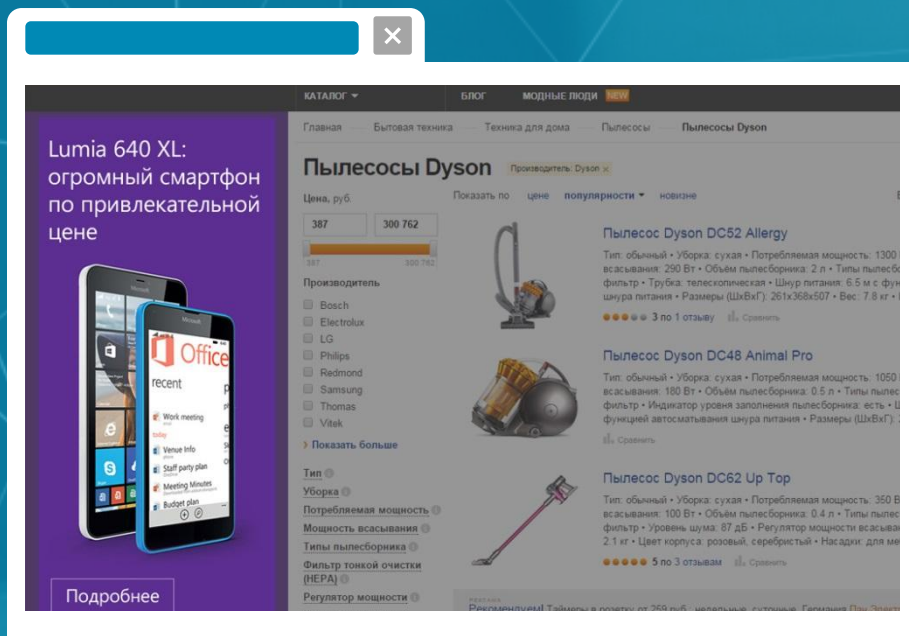 КАТАЛОГ
БЛОГ
МОДНЫЕ ЛЮДИ NEW
Lumia 640 XL:
огромный смартфон
по привлекательной
цене
Microsoft
Microsoft
Office
recent
Work meeting
email
today
Venue Info
phone
Staff party plan
Meeting Minutes
Budget plan
Подробнее
Главная Бытовая техника Техника для дома Пылесосы Пылесосы Dyson
Пылесосы Dyson Производитель: Dyson ×
Цена, руб.
387 300 762
387 300 762
Производитель
Bosch
Electrolux
LG
Philips
Redmond
Samsung
Thomas
Vitek
Показать больше
Тип
Уборка
Потребляемая мощность
Мощность всасывания
Типы пылесборника
Фильтр тонкой очистки
(HEPA)
Регулятор мощности
Показать по цене популярности новизне
Пылесос Dyson DC52 Allergy
Тип: обычный • Уборка: сухая • Потребляемая мощность: 1300
всасывания: 290 Вт • Объём пылесборника: 2 л • Типы
фильтр • Трубка: телескопическая • Шнур питания: 6.5 м с
шнура питания • Размеры (ШхВхГ): 261x368x507 • Вес: 7.8 кг •
3 по 1 отзыву Сравнить
Пылесос Dyson DC48 Animal Pro
Тип: обычный • Уборка: сухая • Потребляемая мощность: 1050
всасывания: 180 Вт • Объём пылесборника: 0.5 л • Типы
фильтр • Индикатор уровня заполнения пылесборника: есть •
функцией автосматывания шнура питания • Размеры (ШхВхГ):
Сравнить
Пылесос Dyson DC62 Up Top
Тип: обычный • Уборка: сухая • Потребляемая мощность: 350
всасывания: 100 Вт • Объём пылесборника: 0.4 л • Типы
фильтр • Уровень шума: 87 дБ • Регулятор мощности
2.1 кг • Цвет корпуса: розовый, серебристый • Насадки: для
5 по 3 отзывам Сравнить
РЕКЛАМА
Рекомендуем! Таймеры в розетку от 259 руб.: недельные, суточные. Германия